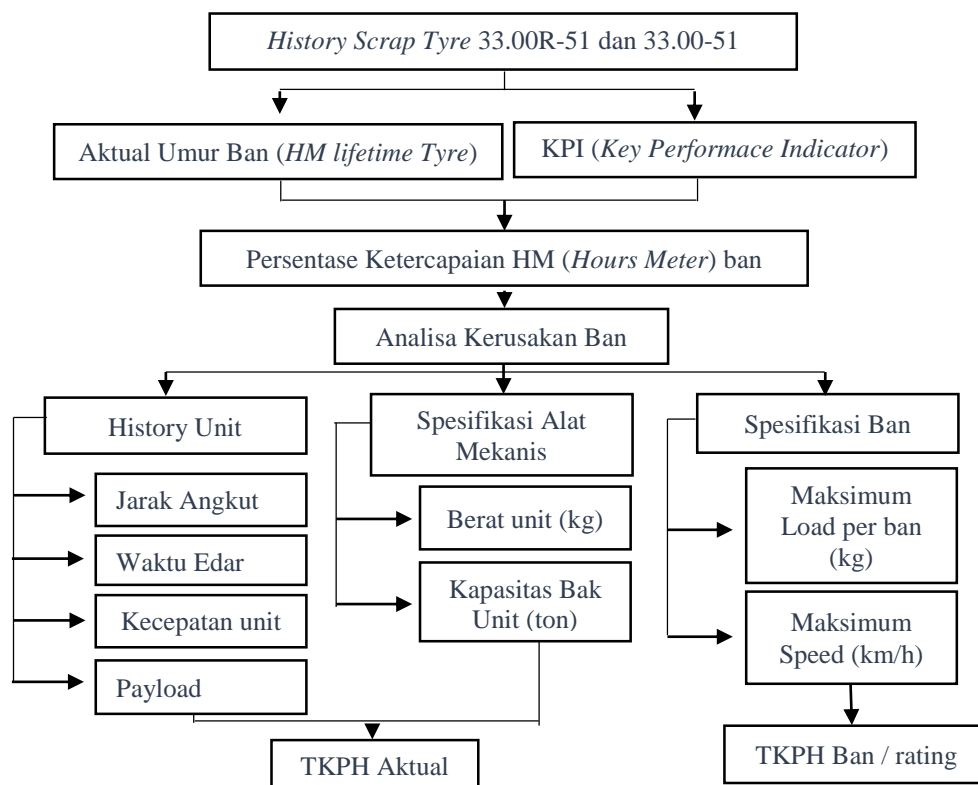 History Scrap Tyre 33.00R-51 dan 33.00-51
Aktual Umur Ban (HM lifetime Tyre)
KPI (Key Performace Indicator)
Persentase Ketercapaian HM (Hours Meter) ban
Analisa Kerusakan Ban
History Unit
Jarak Angkut
Waktu Edar
Kecepatan unit
Payload
Spesifikasi Alat
Mekanis
Berat unit (kg)
Kapasitas Bak
Unit (ton)
Spesifikasi Ban
Maksimum
Load per ban
(kg)
Maksimum
Speed (km/h)
TKPH Aktual
TKPH Ban / rating